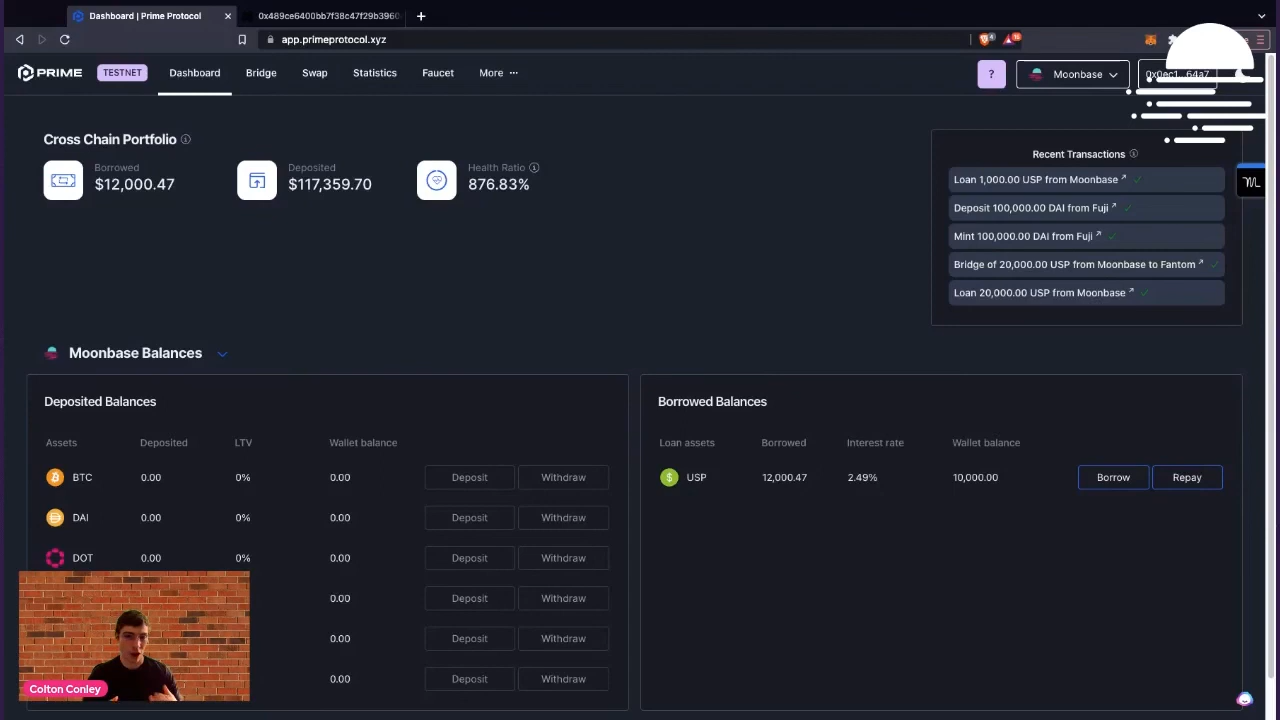 Dashboard | Prime Protocol
0x489ce6400bb7f38c47f29b3960
app.primeprotocol.xyz
PRIME TESTNET Dashboard Bridge Swap Statistics Faucet More ? Moonbase 0x0ec1...64a7
Cross Chain Portfolio
Borrowed
$12,000.47
Deposited
$117,359.70
Health Ratio
876.83%
Recent Transactions
Loan 1,000.00 USP from Moonbase
Deposit 100,000.00 DAI from Fuji
Mint 100,000.00 DAI from Fuji
Bridge of 20,000.00 USP from Moonbase to Fantom
Loan 20,000.00 USP from Moonbase
Moonbase Balances
Deposited Balances
Assets Deposited LTV Wallet balance
BTC 0.00 0% 0.00 Deposit Withdraw
DAI 0.00 0% 0.00 Deposit Withdraw
DOT 0.00 0% 0.00 Deposit Withdraw
0.00 Deposit Withdraw
0.00 Deposit Withdraw
0.00 Deposit Withdraw
Borrowed Balances
Loan assets Borrowed Interest rate Wallet balance
USP 12,000.47 2.49% 10,000.00 Borrow Repay
Colton Conley